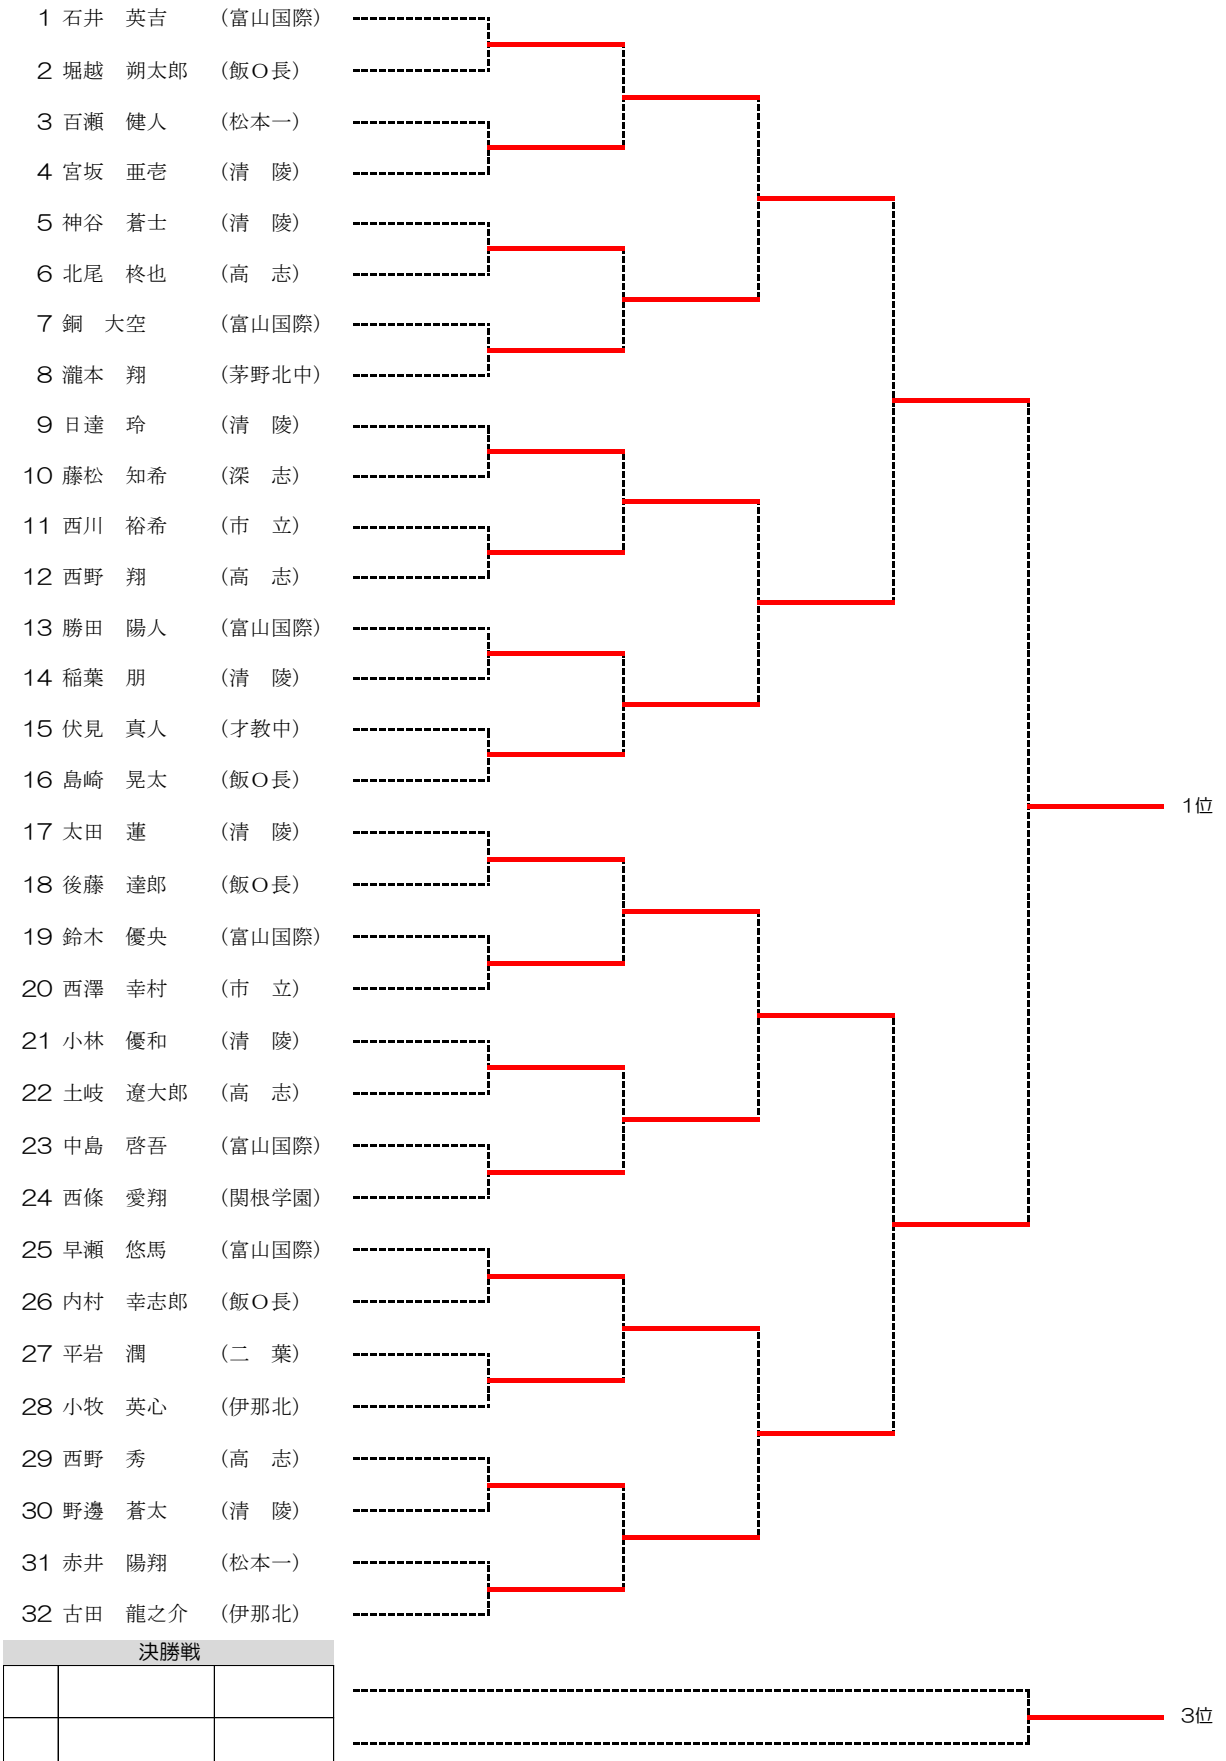 1 石井　英吉　（富山国際）
2 堀越　朔太郎　（飯Ｏ長）
3 百瀬　健人　（松本一）
4 宮坂　亜壱　（清　陵）
5 神谷　蒼士　（清　陵）
6 北尾　柊也　（高　志）
7 銅　大空　（富山国際）
8 瀧本　翔　（茅野北中）
9 日達　玲　（清　陵）
10 藤松　知希　（深　志）
11 西川　裕希　（市　立）
12 西野　翔　（高　志）
13 勝田　陽人　（富山国際）
14 稲葉　朋　（清　陵）
15 伏見　真人　（才教中）
16 島崎　晃太　（飯Ｏ長）
1位
17 太田　蓮　（清　陵）
18 後藤　達郎　（飯Ｏ長）
19 鈴木　優央　（富山国際）
20 西澤　幸村　（市　立）
21 小林　優和　（清　陵）
22 土岐　遼大郎　（高　志）
23 中島　啓吾　（富山国際）
24 西條　愛翔　（関根学園）
25 早瀬　悠馬　（富山国際）
26 内村　幸志郎　（飯Ｏ長）
27 平岩　潤　（二　葉）
28 小牧　英心　（伊那北）
29 西野　秀　（高　志）
30 野邊　蒼太　（清　陵）
31 赤井　陽翔　（松本一）
32 古田　龍之介　（伊那北）
決勝戦
3位